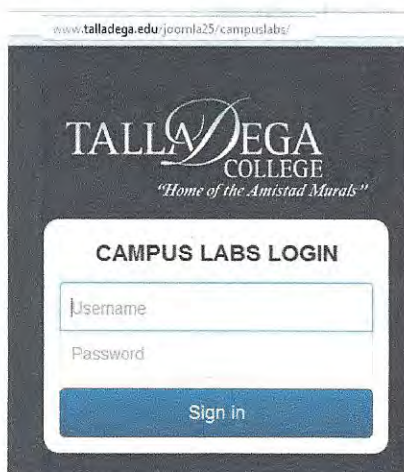 www.talladega.edu/joomla25/campuslabs/
TALLADEGA
COLLEGE
"Home of the Amistad Murals"
CAMPUS LABS LOGIN
Username
Password
Sign in